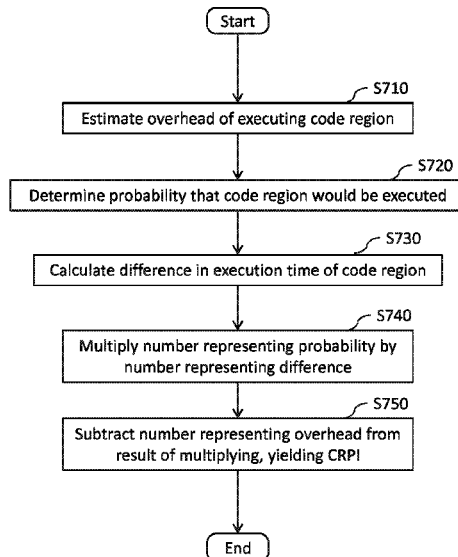 Start
S710
Estimate overhead of executing code region
S720
Determine probability that code region would be executed
S730
Calculate difference in execution time of code region
S740
Multiply number representing probability by
number representing difference
S750
Subtract number representing overhead from
result of multiplying, yielding CRPI
End